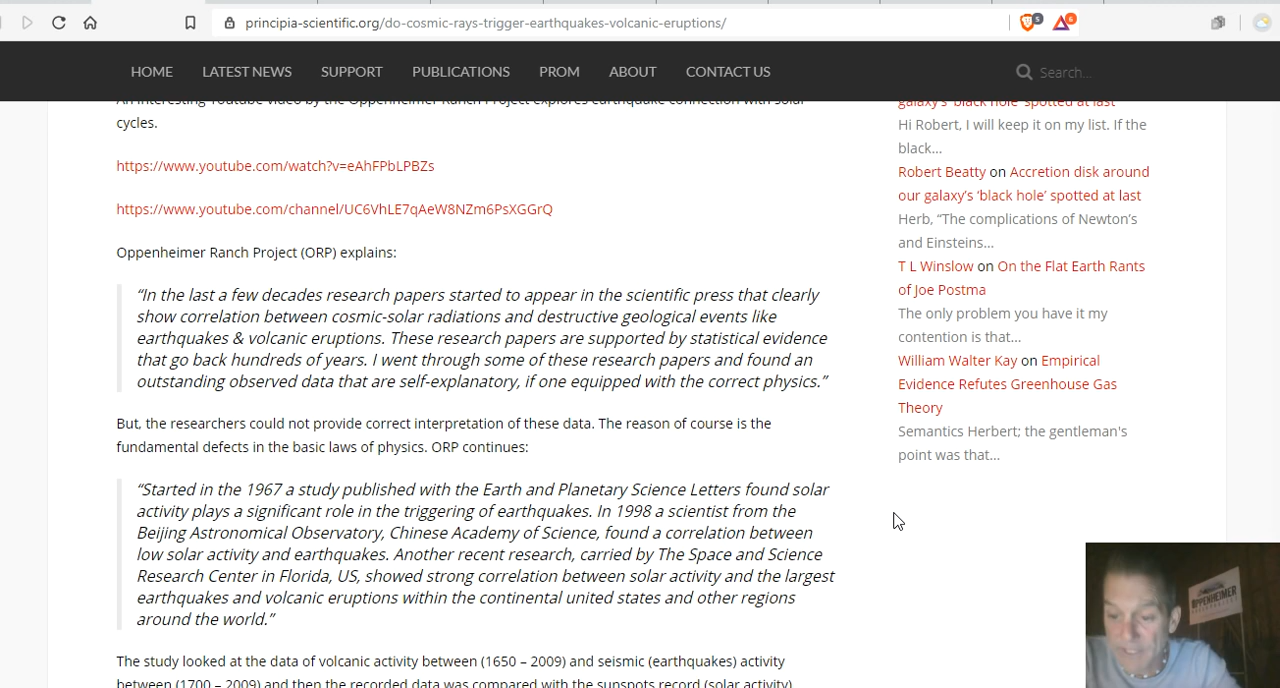 principia-scientific.org/do-cosmic-rays-trigger-earthquakes-volcanic-eruptions/
5
6
HOME LATEST NEWS SUPPORT PUBLICATIONS PROM ABOUT CONTACT US Search...
An interesting Youtube video by the Oppenheimer Ranch Project explores earthquake connection with solar
cycles.
https://www.youtube.com/watch?v=eAhFPbLPBZs
https://www.youtube.com/channel/UC6VhLE7qAeW8NZm6PsXGGrQ
Oppenheimer Ranch Project (ORP) explains:
“In the last a few decades research papers started to appear in the scientific press that clearly
show correlation between cosmic-solar radiations and destructive geological events like
earthquakes & volcanic eruptions. These research papers are supported by statistical evidence
that go back hundreds of years. I went through some of these research papers and found an
outstanding observed data that are self-explanatory, if one equipped with the correct physics.”
But, the researchers could not provide correct interpretation of these data. The reason of course is the
fundamental defects in the basic laws of physics. ORP continues:
“Started in the 1967 a study published with the Earth and Planetary Science Letters found solar
activity plays a significant role in the triggering of earthquakes. In 1998 a scientist from the
Beijing Astronomical Observatory, Chinese Academy of Science, found a correlation between
low solar activity and earthquakes. Another recent research, carried by The Space and Science
Research Center in Florida, US, showed strong correlation between solar activity and the largest
earthquakes and volcanic eruptions within the continental united states and other regions
around the world.”
The study looked at the data of volcanic activity between (1650 – 2009) and seismic (earthquakes) activity
between (1700 – 2009) and then the recorded data was compared with the sunspots record (solar activity).
galaxy’s ‘black hole’ spotted at last
Hi Robert, I will keep it on my list. If the
black…
Robert Beatty on Accretion disk around
our galaxy’s ‘black hole’ spotted at last
Herb, “The complications of Newton’s
and Einsteins…
T L Winslow on On the Flat Earth Rants
of Joe Postma
The only problem you have it my
contention is that…
William Walter Kay on Empirical
Evidence Refutes Greenhouse Gas
Theory
Semantics Herbert; the gentleman's
point was that…
OPPENHEIMER